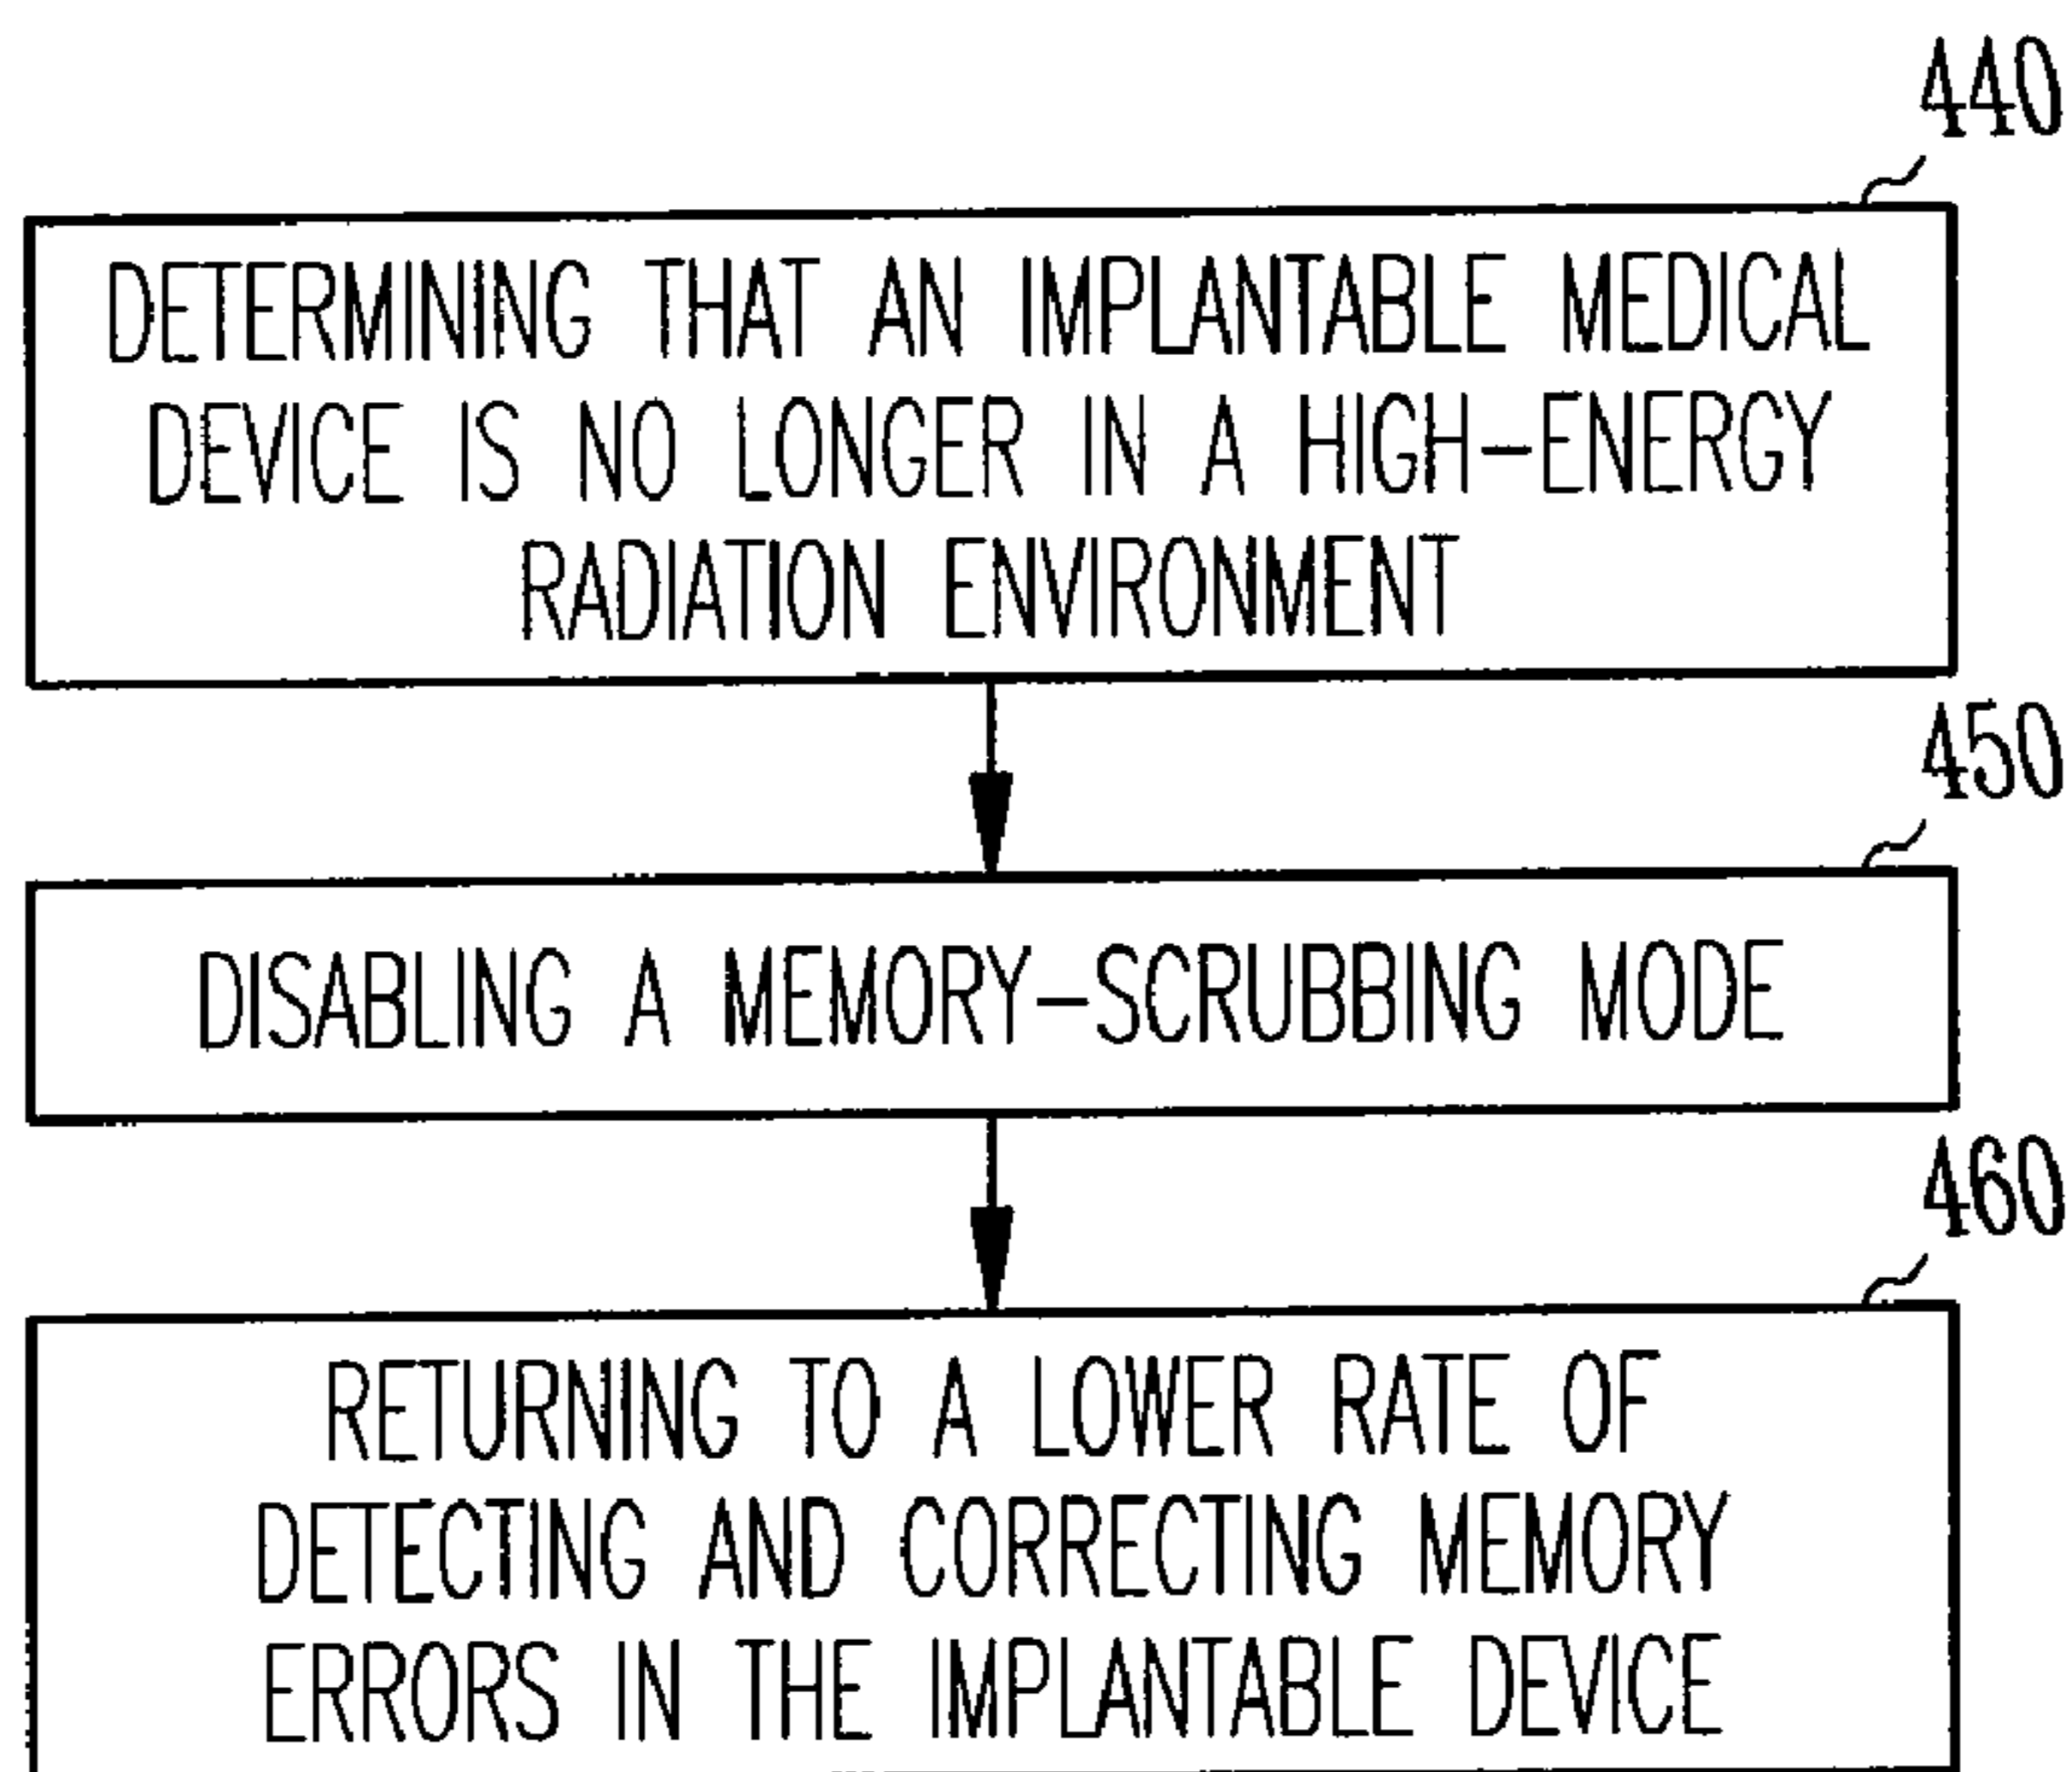 440
DETERMINING THAT AN IMPLANTABLE MEDICAL
DEVICE IS NO LONGER IN A HIGH-ENERGY
RADIATION ENVIRONMENT
450
DISABLING A MEMORY-SCRUBBING MODE
460
RETURNING TO A LOWER RATE OF
DETECTING AND CORRECTING MEMORY
ERRORS IN THE IMPLANTABLE DEVICE